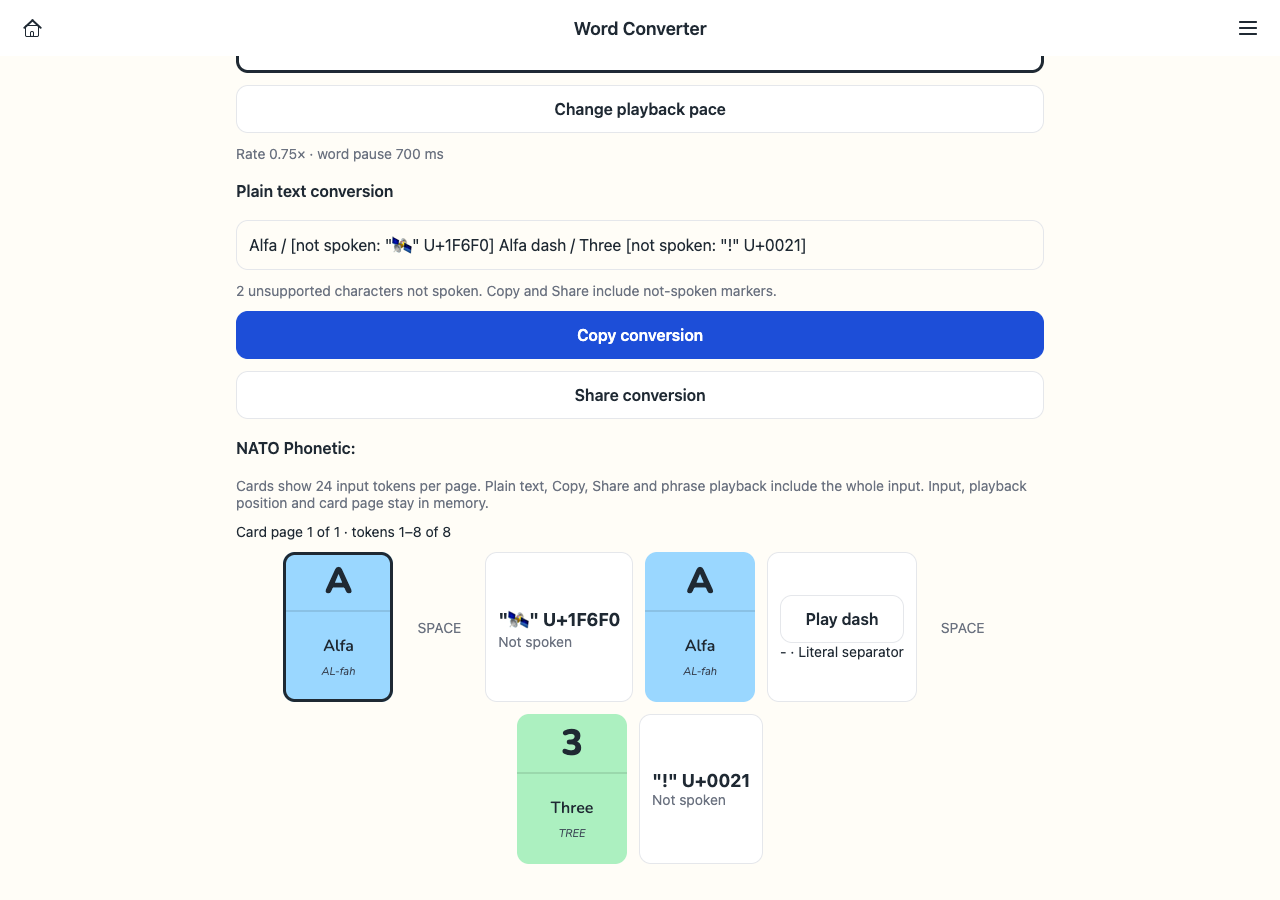 Word Converter
Change playback pace
Rate 0.75× · word pause 700 ms
Plain text conversion
Alfa / [not spoken: "🛰" U+1F6F0] Alfa dash / Three [not spoken: "!" U+0021]
2 unsupported characters not spoken. Copy and Share include not-spoken markers.
Copy conversion
Share conversion
NATO Phonetic:
Cards show 24 input tokens per page. Plain text, Copy, Share and phrase playback include the whole input. Input, playback
position and card page stay in memory.
Card page 1 of 1 · tokens 1–8 of 8
A
Alfa
AL-fah
SPACE
"🛰" U+1F6F0
Not spoken
A
Alfa
AL-fah
Play dash
- · Literal separator
SPACE
3
Three
TREE
"!" U+0021
Not spoken